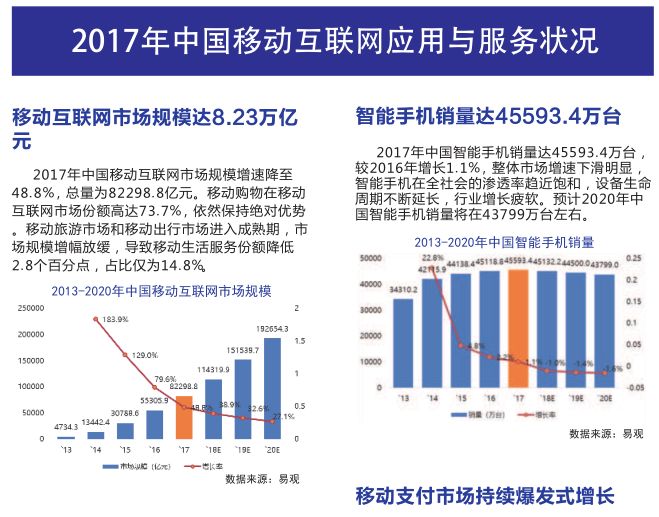 2017年中国移动互联网应用与服务状况
移动互联网市场规模达8.23万亿
元
2017年中国移动互联网市场规模增速降至
48.8%，总量为82298.8亿元。移动购物在移动
互联网市场份额高达73.7%，依然保持绝对优势
。移动旅游市场和移动出行市场进入成熟期，市
场规模增幅放缓，导致移动生活服务份额降低
2.8个百分点，占比仅为14.8%。
2013-2020年中国移动互联网市场规模
250000
200000
150000
100000
50000
0
2
1.5
1
0.5
0
183.9%
129.0%
79.6%
48.8%
38.9%
32.6%
27.1%
4734.3
13442.4
30788.6
55305.9
82298.8
114319.9
151539.7
192654.3
'13 '14 '15 '16 '17 '18E '19E '20E
市场规模（亿元） 增长率
数据来源：易观
智能手机销量达45593.4万台
2017年中国智能手机销量达45593.4万台，
较2016年增长1.1%，整体市场增速下滑明显，
智能手机在全社会的渗透率趋近饱和，设备生命
周期不断延长，行业增长疲软。预计2020年中
国智能手机销量将在43799万台左右。
2013-2020年中国智能手机销量
50000
40000
30000
20000
10000
0
0.25
0.2
0.15
0.1
0.05
0
-0.05
22.8%
34310.2
44138.4
45118.8
45593.4
45132.2
44500.0
43799.0
1.1%
-1.0%
-1.4%
-1.6%
'13 '14 '15 '16 '17 '18E '19E '20E
销量（万台） 增长率
数据来源：易观
移动支付市场持续爆发式增长